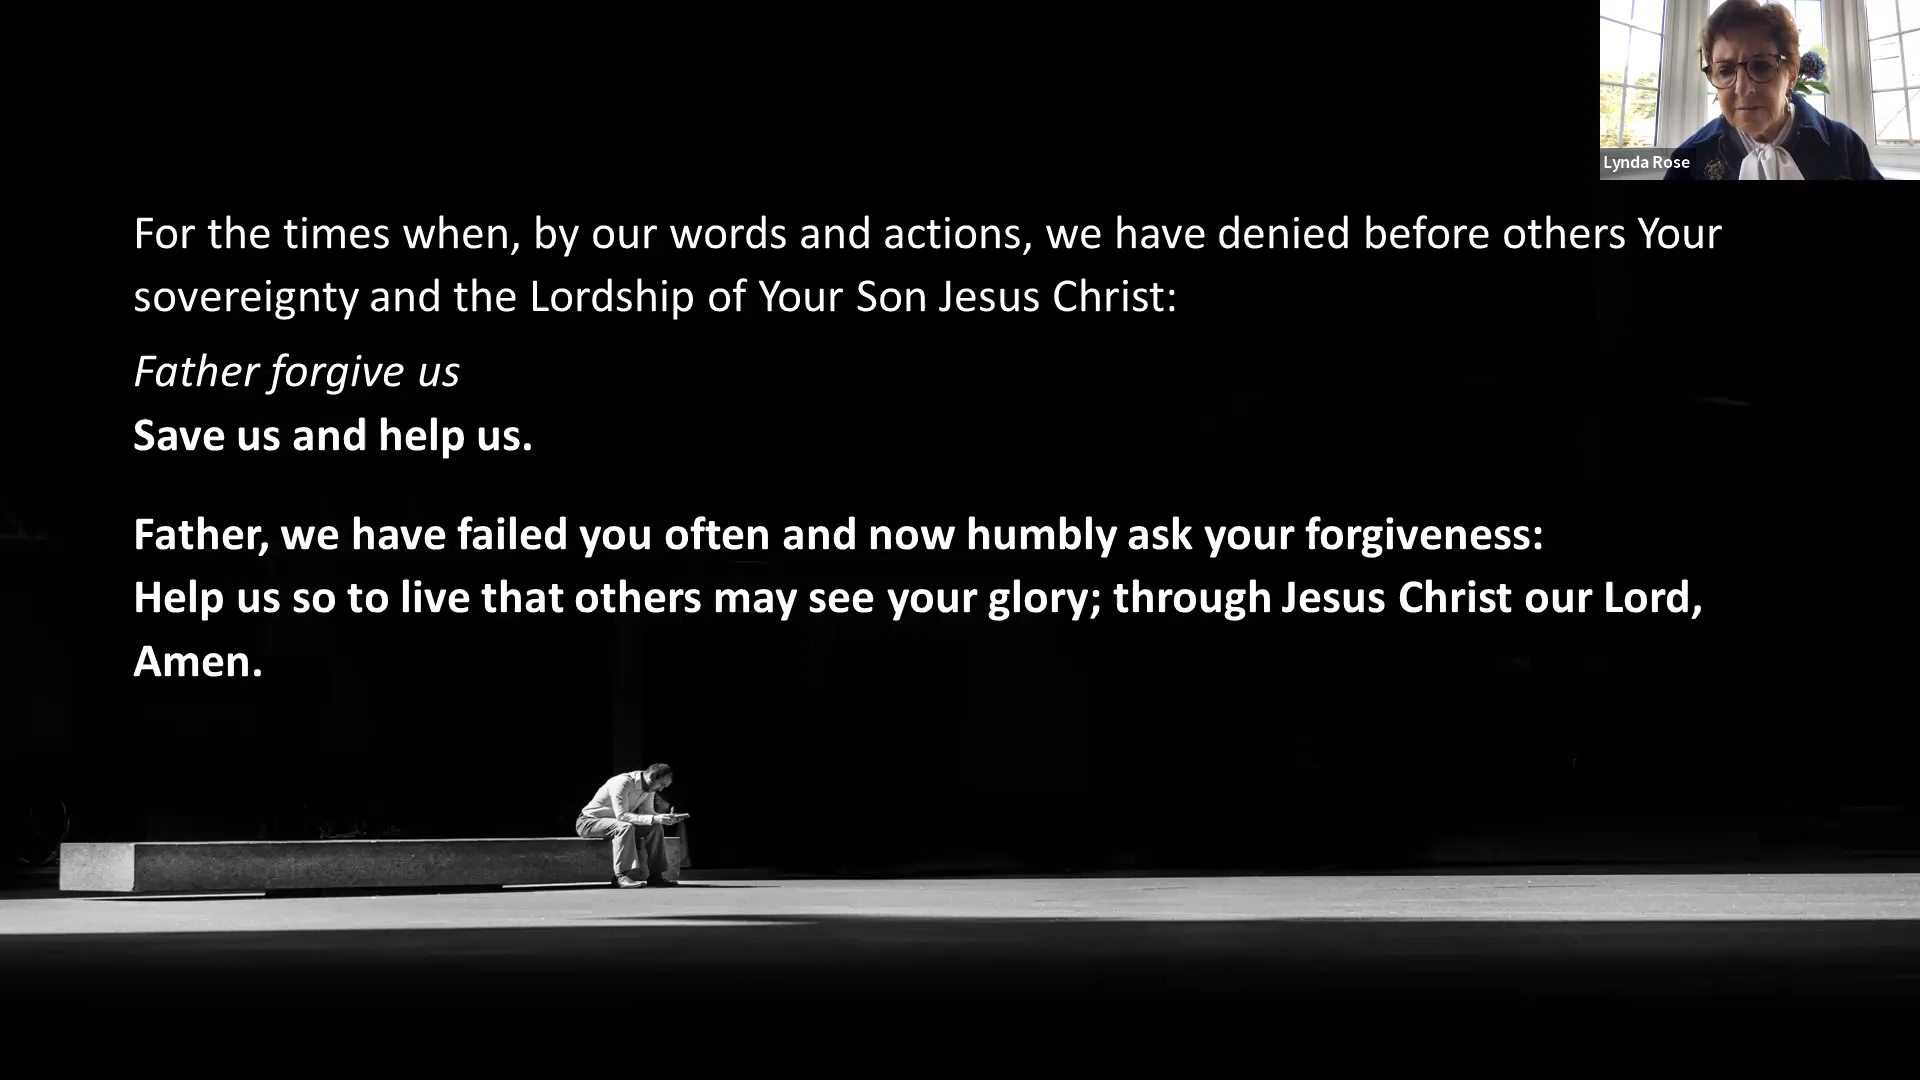 Lynda Rose
For the times when, by our words and actions, we have denied before others Your
sovereignty and the Lordship of Your Son Jesus Christ:
Father forgive us
Save us and help us.
Father, we have failed you often and now humbly ask your forgiveness:
Help us so to live that others may see your glory; through Jesus Christ our Lord,
Amen.